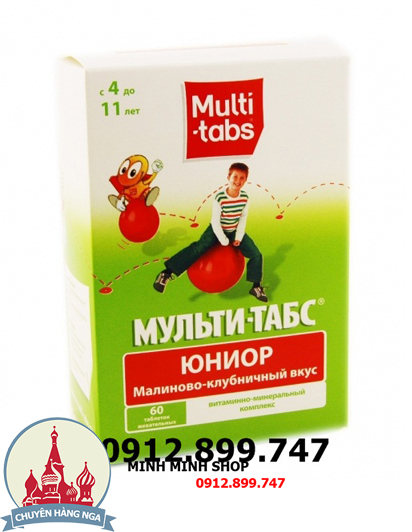 с 4 до
11 лет
Multi
-tabs
МУЛЬТИ-ТАБС®
ЮНИОР
Малиново-клубничный вкус
60
таблеток
жевательных
витаминно-минеральный
комплекс
0912.899.747
MINH MINH SHOP
0912.899.747
CHUYÊN HÀNG NGA